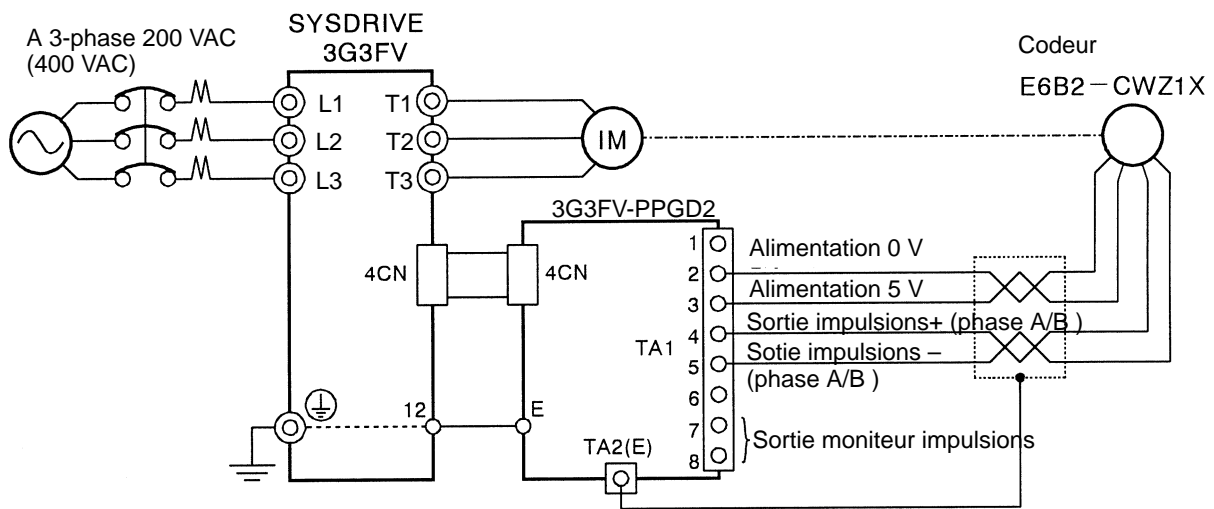 SYSDRIVE
3G3FV
A 3-phase 200 VAC
(400 VAC)
Codeur
E6B2-CWZ1X
L1
T1
L2
T2
IM
L3
T3
3G3FV-PPGD2
4CN
4CN
1
2
3
4
5
6
7
8
TA1
Alimentation 0 V
Alimentation 5 V
Sortie impulsions+ (phase A/B )
Sotie impulsions –
(phase A/B )
Sortie moniteur impulsions
12
E
TA2(E)